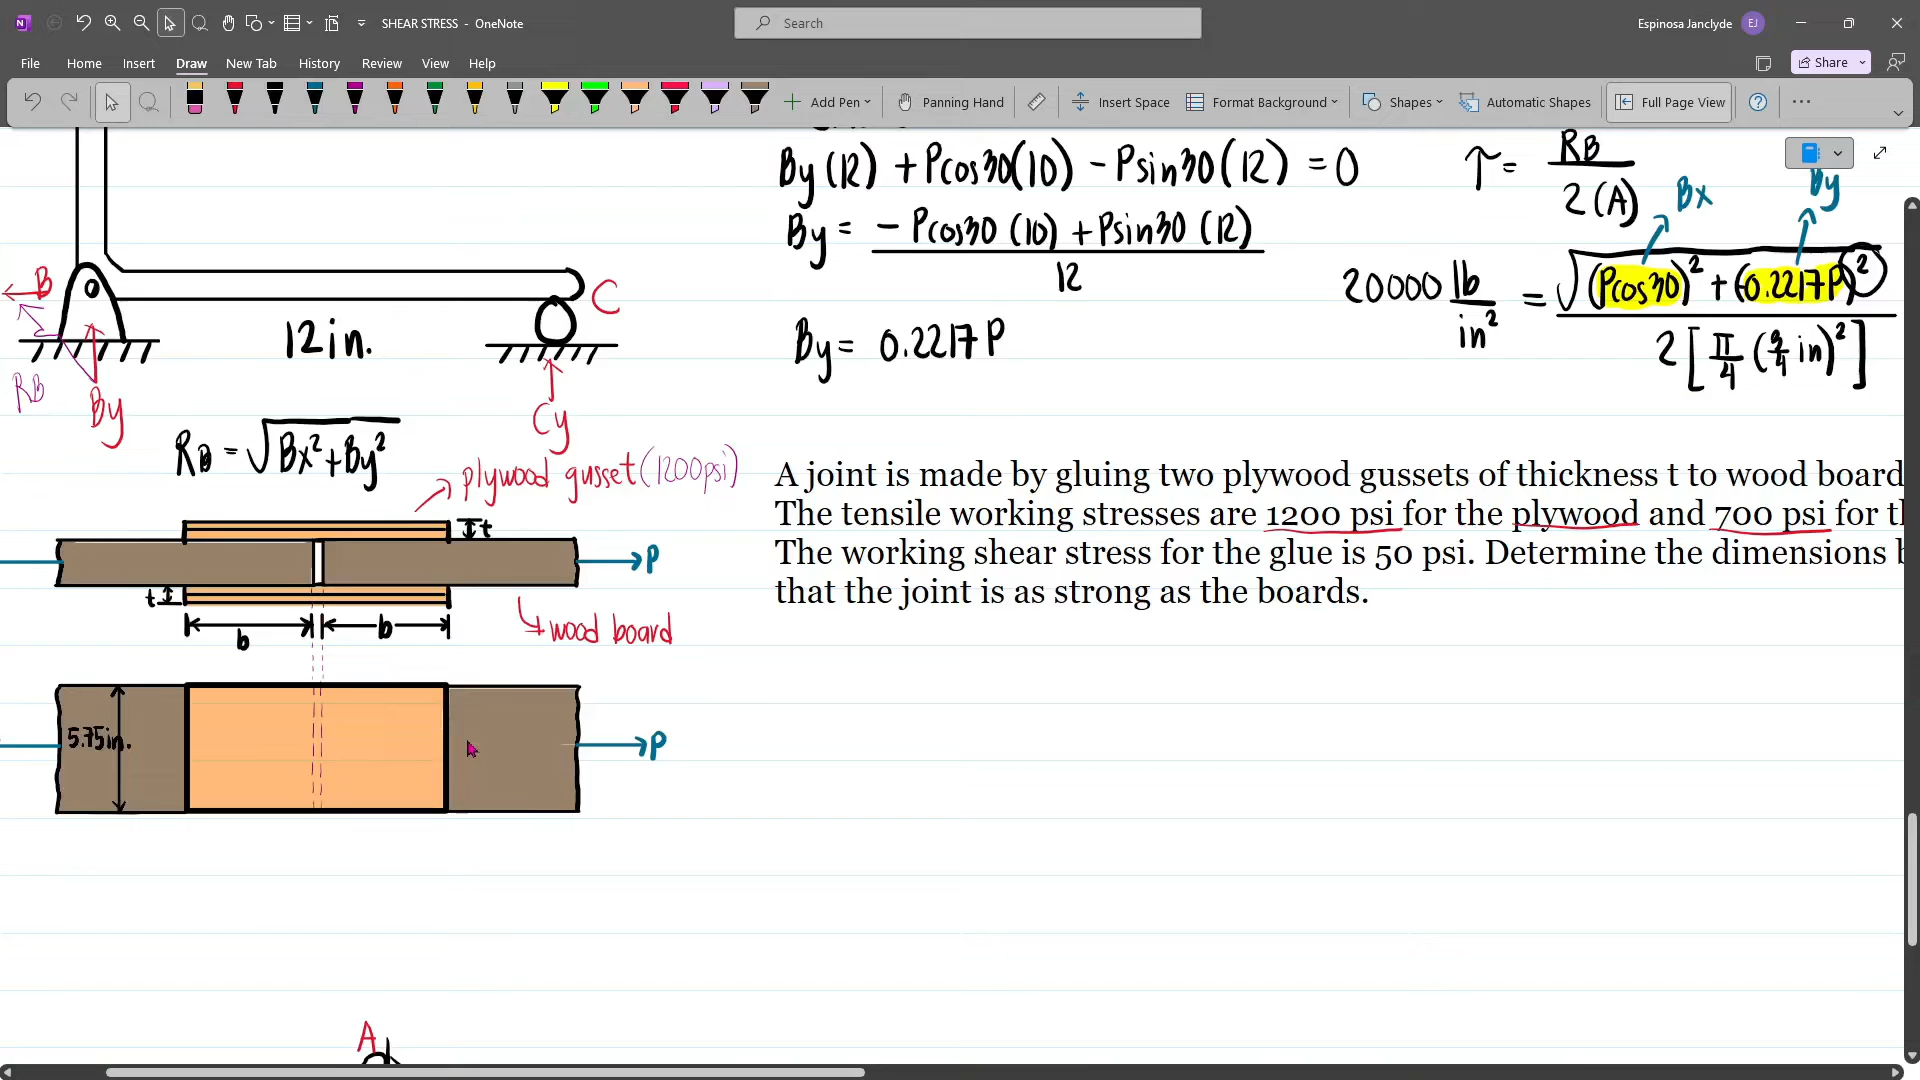 SHEAR STRESS - OneNote
Search
Espinosa Janclyde
EJ
File Home Insert Draw New Tab History Review View Help
Share
Add Pen
Panning Hand
Insert Space
Format Background
Shapes
Automatic Shapes
Full Page View
B
C
12in.
RB
By
Cy
RB = √Bx²+By²
By(12) + Pcos30(10) - Psin30(12) = 0
By = - Pcos30 (10) + Psin30 (12)
12
By = 0.2217 P
τ = RB
2(A)
Bx
By
20000 lb/in² = √(Pcos30)² + (0.2217P)²
2[π/4 (3/4 in)²]
plywood gusset (1200psi)
t
P
t
b
b
wood board
5.75in.
P
A
A joint is made by gluing two plywood gussets of thickness t to wood board
The tensile working stresses are 1200 psi for the plywood and 700 psi for
The working shear stress for the glue is 50 psi. Determine the dimensions
that the joint is as strong as the boards.